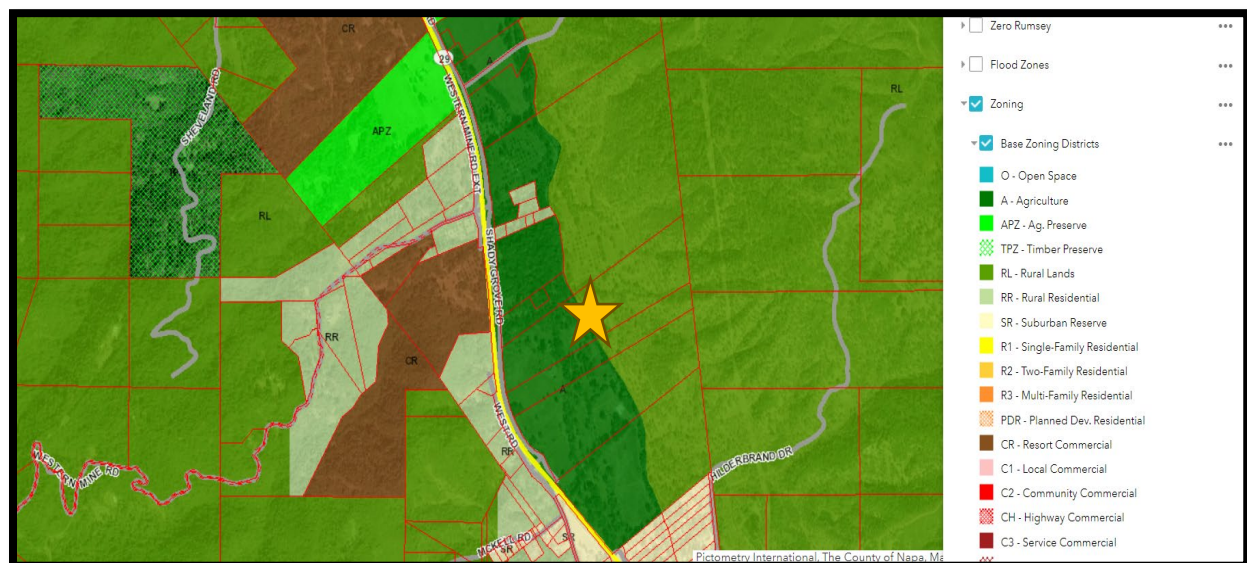 CR
29
A
SHEVELAND RD
APZ
WESTERN MINE RD EXT
RL
RL
SHADY GROVE RD
RR
CR
A
WEST RD
RR
WESTERN MINE RD
HILDERBRAND DR
MCKELL RD
SR
SR
Pictometry International, The County of Napa, Ma
Zero Rumsey
Flood Zones
Zoning
Base Zoning Districts
O - Open Space
A - Agriculture
APZ - Ag. Preserve
TPZ - Timber Preserve
RL - Rural Lands
RR - Rural Residential
SR - Suburban Reserve
R1 - Single-Family Residential
R2 - Two-Family Residential
R3 - Multi-Family Residential
PDR - Planned Dev. Residential
CR - Resort Commercial
C1 - Local Commercial
C2 - Community Commercial
CH - Highway Commercial
C3 - Service Commercial